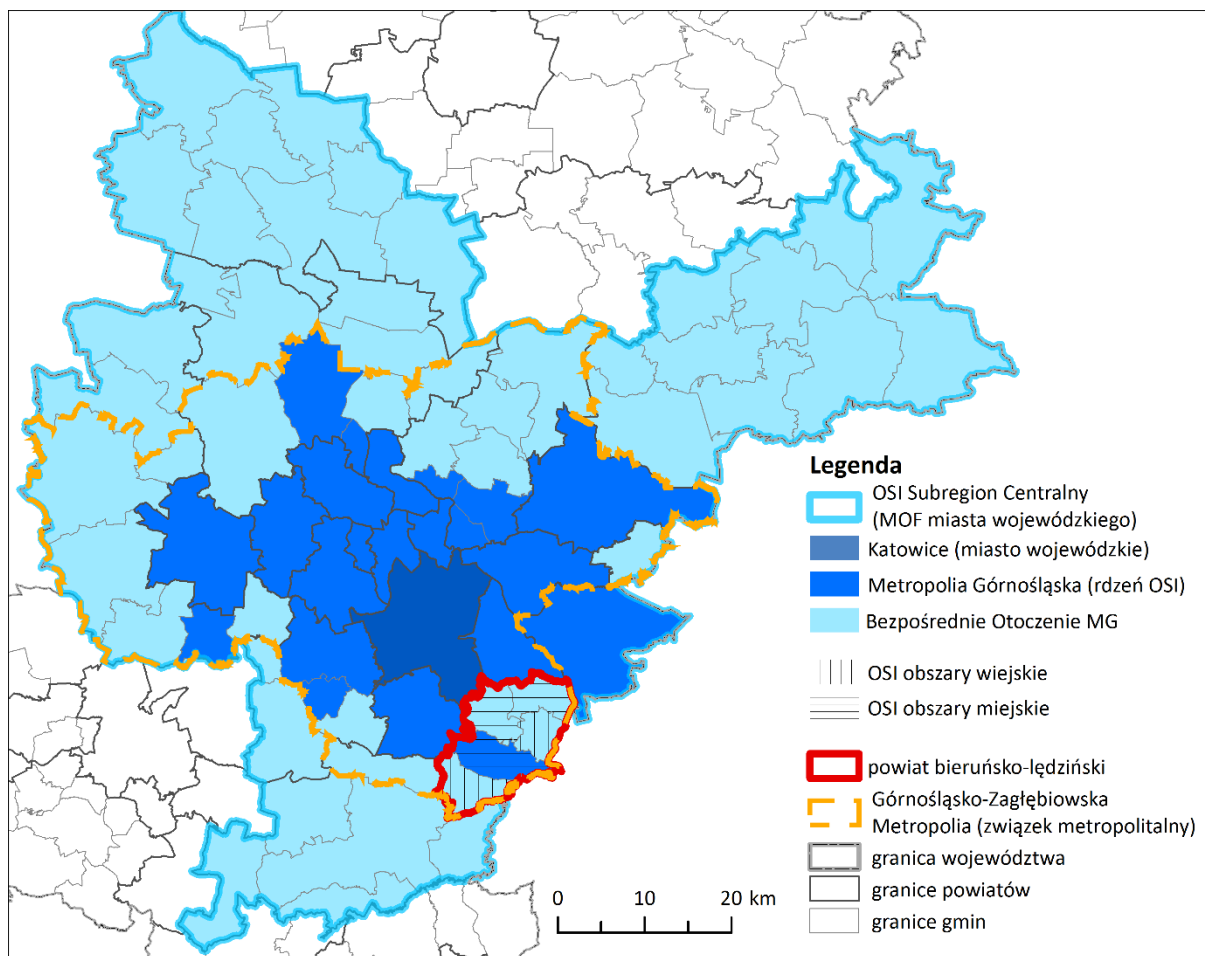 Legenda
OSI Subregion Centralny
(MOF miasta wojewódzkiego)
Katowice (miasto wojewódzkie)
Metropolia Górnośląska (rdzeń OSI)
Bezpośrednie Otoczenie MG
OSI obszary wiejskie
OSI obszary miejskie
powiat bieruńsko-lędziński
Górnośląsko-Zagłębiowska
Metropolia (związek metropolitalny)
granica województwa
granice powiatów
granice gmin
0 10 20 km